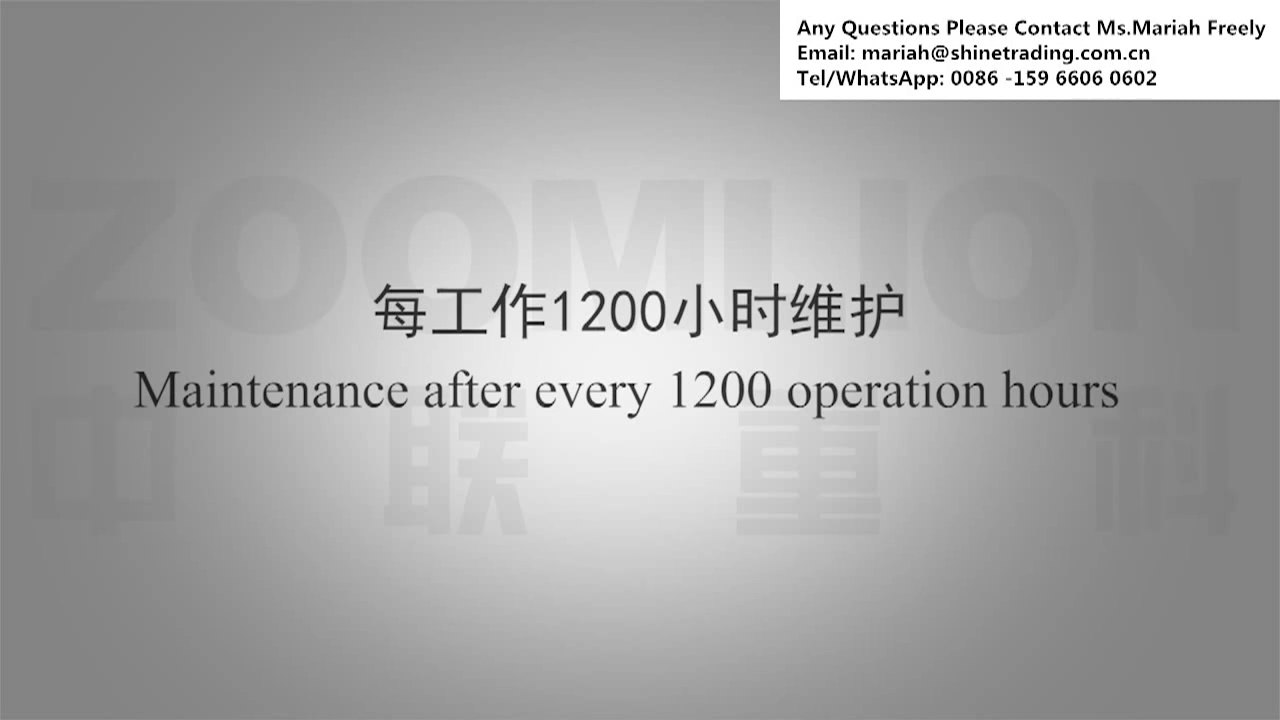 Any Questions Please Contact Ms.Mariah Freely
Email: mariah@shinetrading.com.cn
Tel/WhatsApp: 0086 -159 6606 0602
ZOOMLION
每工作1200小时维护
Maintenance after every 1200 operation hours
中联重科